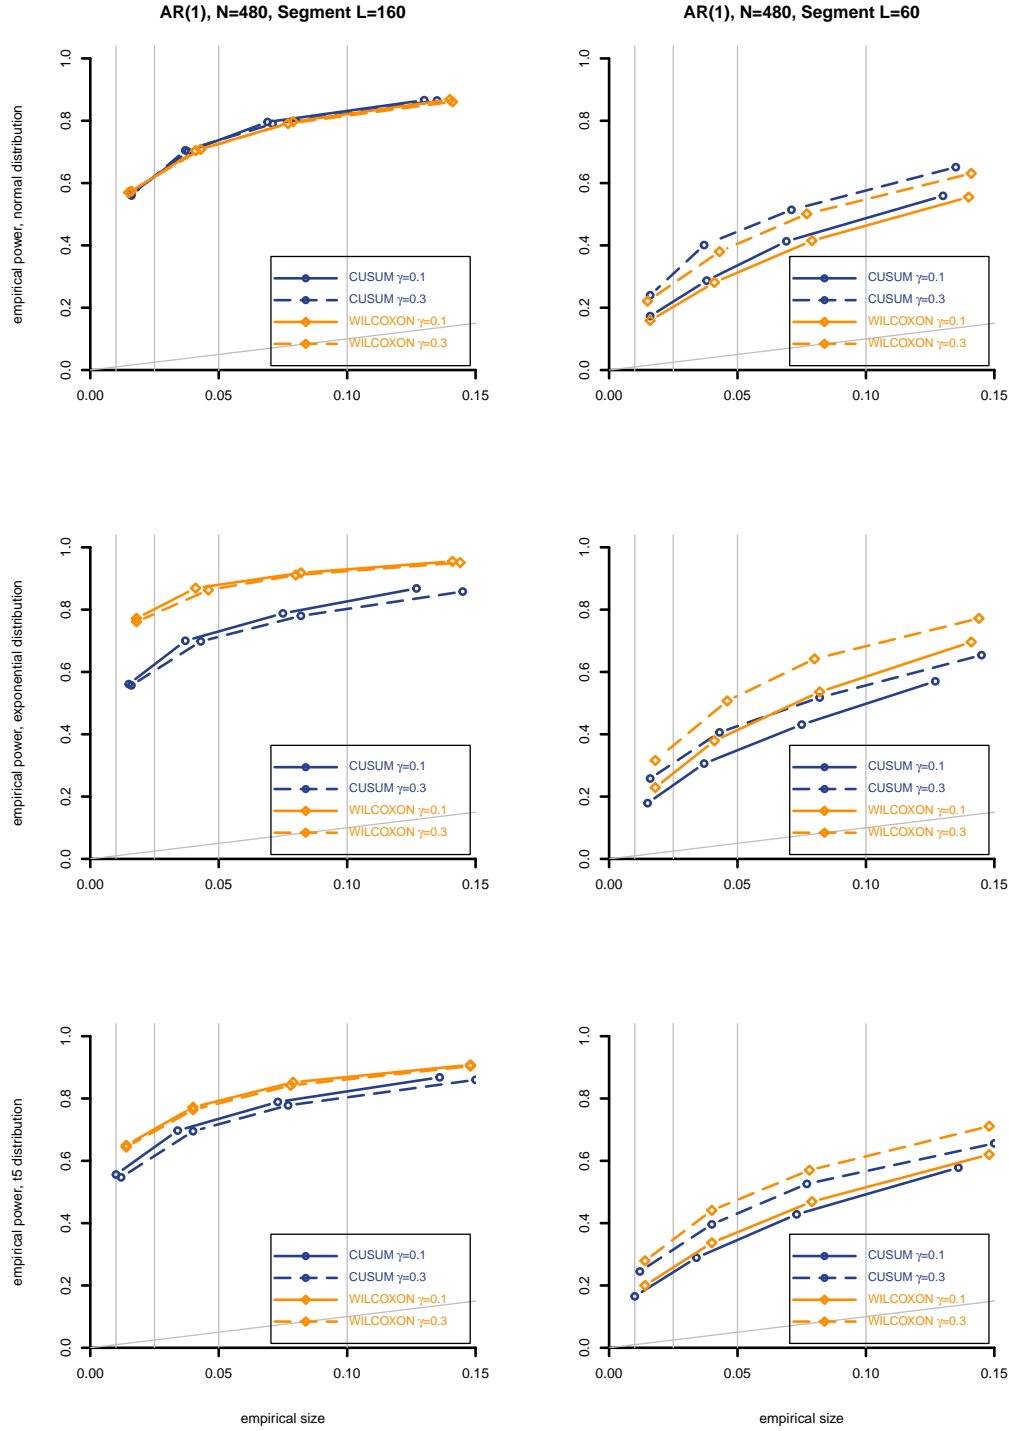 AR(1), N=480, Segment L=160
empirical power, normal distribution
1.0
0.8
0.6
0.4
0.2
0.0
CUSUM γ=0.1
CUSUM γ=0.3
WILCOXON γ=0.1
WILCOXON γ=0.3
0.00 0.05 0.10 0.15
AR(1), N=480, Segment L=60
1.0
0.8
0.6
0.4
0.2
0.0
CUSUM γ=0.1
CUSUM γ=0.3
WILCOXON γ=0.1
WILCOXON γ=0.3
0.00 0.05 0.10 0.15
empirical power, exponential distribution
1.0
0.8
0.6
0.4
0.2
0.0
CUSUM γ=0.1
CUSUM γ=0.3
WILCOXON γ=0.1
WILCOXON γ=0.3
0.00 0.05 0.10 0.15
1.0
0.8
0.6
0.4
0.2
0.0
CUSUM γ=0.1
CUSUM γ=0.3
WILCOXON γ=0.1
WILCOXON γ=0.3
0.00 0.05 0.10 0.15
empirical power, t5 distribution
1.0
0.8
0.6
0.4
0.2
0.0
CUSUM γ=0.1
CUSUM γ=0.3
WILCOXON γ=0.1
WILCOXON γ=0.3
0.00 0.05 0.10 0.15
empirical size
1.0
0.8
0.6
0.4
0.2
0.0
CUSUM γ=0.1
CUSUM γ=0.3
WILCOXON γ=0.1
WILCOXON γ=0.3
0.00 0.05 0.10 0.15
empirical size